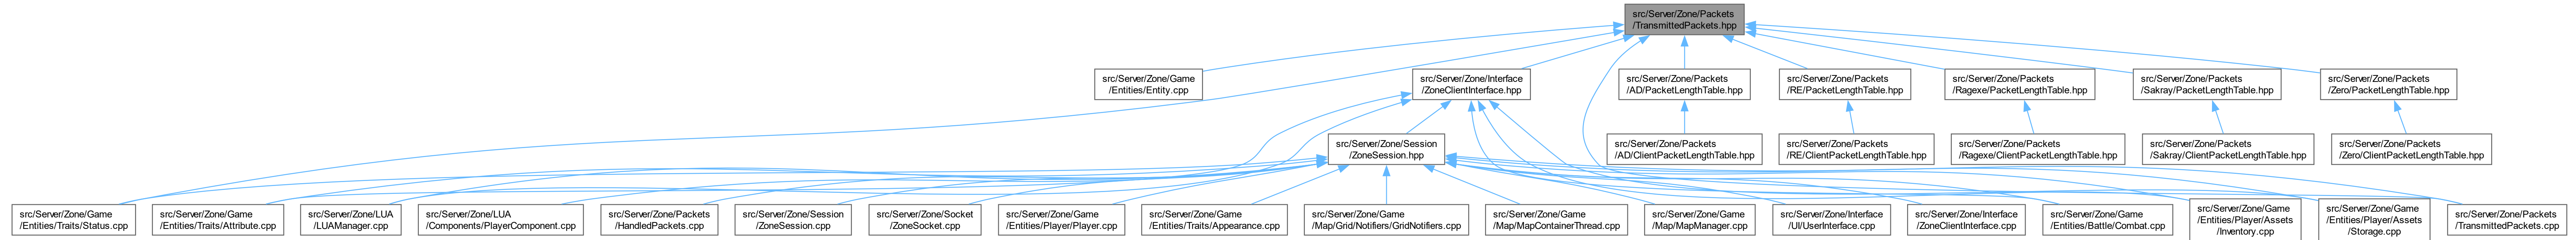 src/Server/Zone/Packets
/TransmittedPackets.hpp
src/Server/Zone/Game
/Entities/Entity.cpp
src/Server/Zone/Interface
/ZoneClientInterface.hpp
src/Server/Zone/Packets
/AD/PacketLengthTable.hpp
src/Server/Zone/Packets
/RE/PacketLengthTable.hpp
src/Server/Zone/Packets
/Ragexe/PacketLengthTable.hpp
src/Server/Zone/Packets
/Sakray/PacketLengthTable.hpp
src/Server/Zone/Packets
/Zero/PacketLengthTable.hpp
src/Server/Zone/Session
/ZoneSession.hpp
src/Server/Zone/Packets
/AD/ClientPacketLengthTable.hpp
src/Server/Zone/Packets
/RE/ClientPacketLengthTable.hpp
src/Server/Zone/Packets
/Ragexe/ClientPacketLengthTable.hpp
src/Server/Zone/Packets
/Sakray/ClientPacketLengthTable.hpp
src/Server/Zone/Packets
/Zero/ClientPacketLengthTable.hpp
src/Server/Zone/Game
/Entities/Traits/Status.cpp
src/Server/Zone/Game
/Entities/Traits/Attribute.cpp
src/Server/Zone/LUA
/LUAManager.cpp
src/Server/Zone/LUA
/Components/PlayerComponent.cpp
src/Server/Zone/Packets
/HandledPackets.cpp
src/Server/Zone/Session
/ZoneSession.cpp
src/Server/Zone/Socket
/ZoneSocket.cpp
src/Server/Zone/Game
/Entities/Player/Player.cpp
src/Server/Zone/Game
/Entities/Traits/Appearance.cpp
src/Server/Zone/Game
/Map/Grid/Notifiers/GridNotifiers.cpp
src/Server/Zone/Game
/Map/MapContainerThread.cpp
src/Server/Zone/Game
/Map/MapManager.cpp
src/Server/Zone/Interface
/UI/UserInterface.cpp
src/Server/Zone/Interface
/ZoneClientInterface.cpp
src/Server/Zone/Game
/Entities/Battle/Combat.cpp
src/Server/Zone/Game
/Entities/Player/Assets
/Inventory.cpp
src/Server/Zone/Game
/Entities/Player/Assets
/Storage.cpp
src/Server/Zone/Packets
/TransmittedPackets.cpp